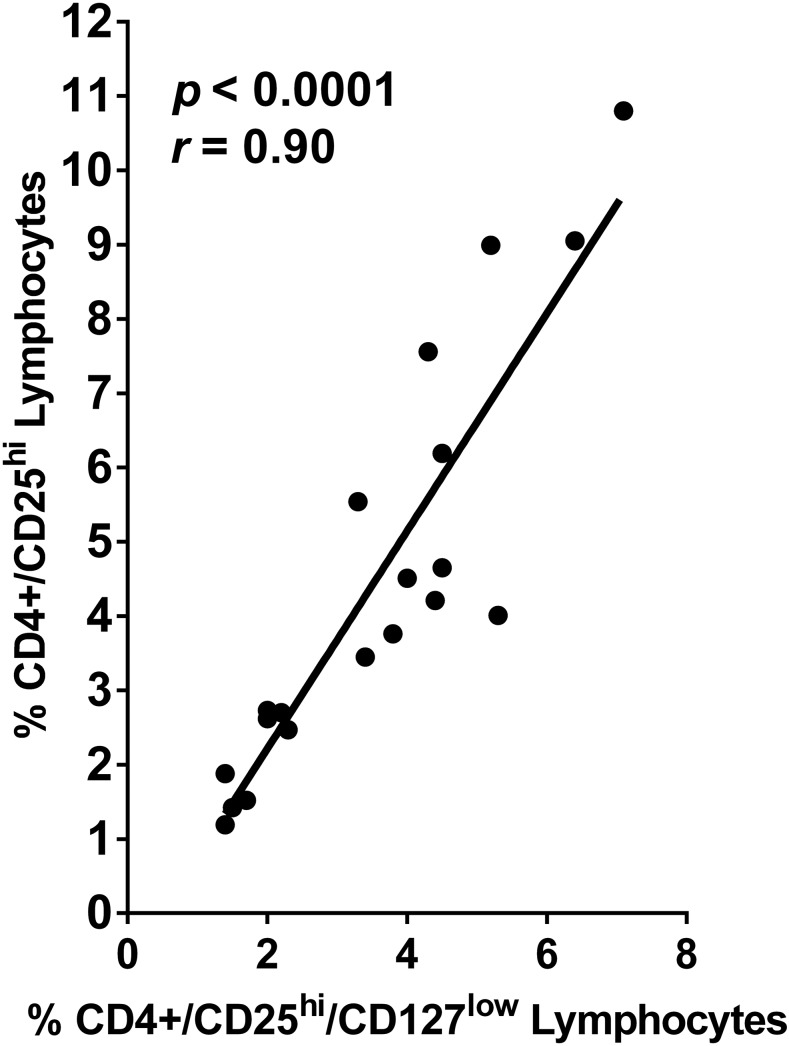 12
11
10
9
8
7
6
5
4
3
2
1
0
p < 0.0001
r = 0.90
% CD4+/CD25hi Lymphocytes
0 2 4 6 8
% CD4+/CD25hi/CD127low Lymphocytes